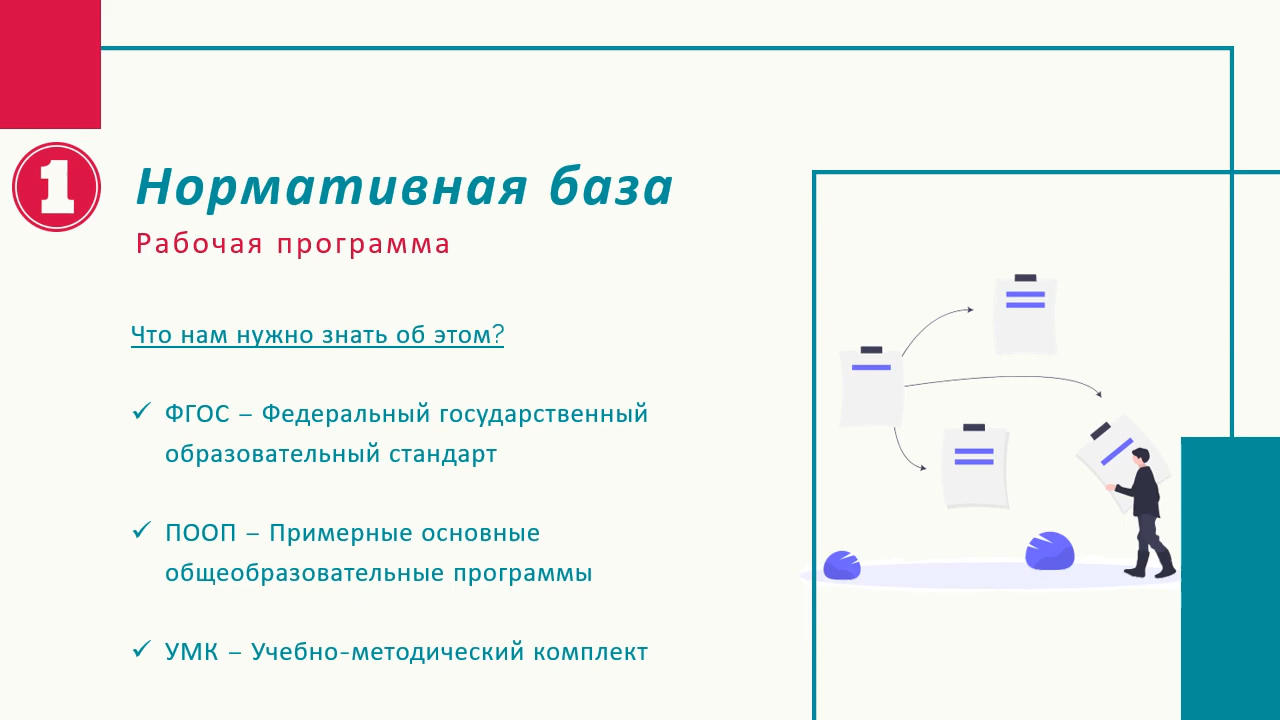 1
Нормативная база
Рабочая программа
Что нам нужно знать об этом?
✓ ФГОС – Федеральный государственный
образовательный стандарт
✓ ПООП – Примерные основные
общеобразовательные программы
✓ УМК – Учебно-методический комплект